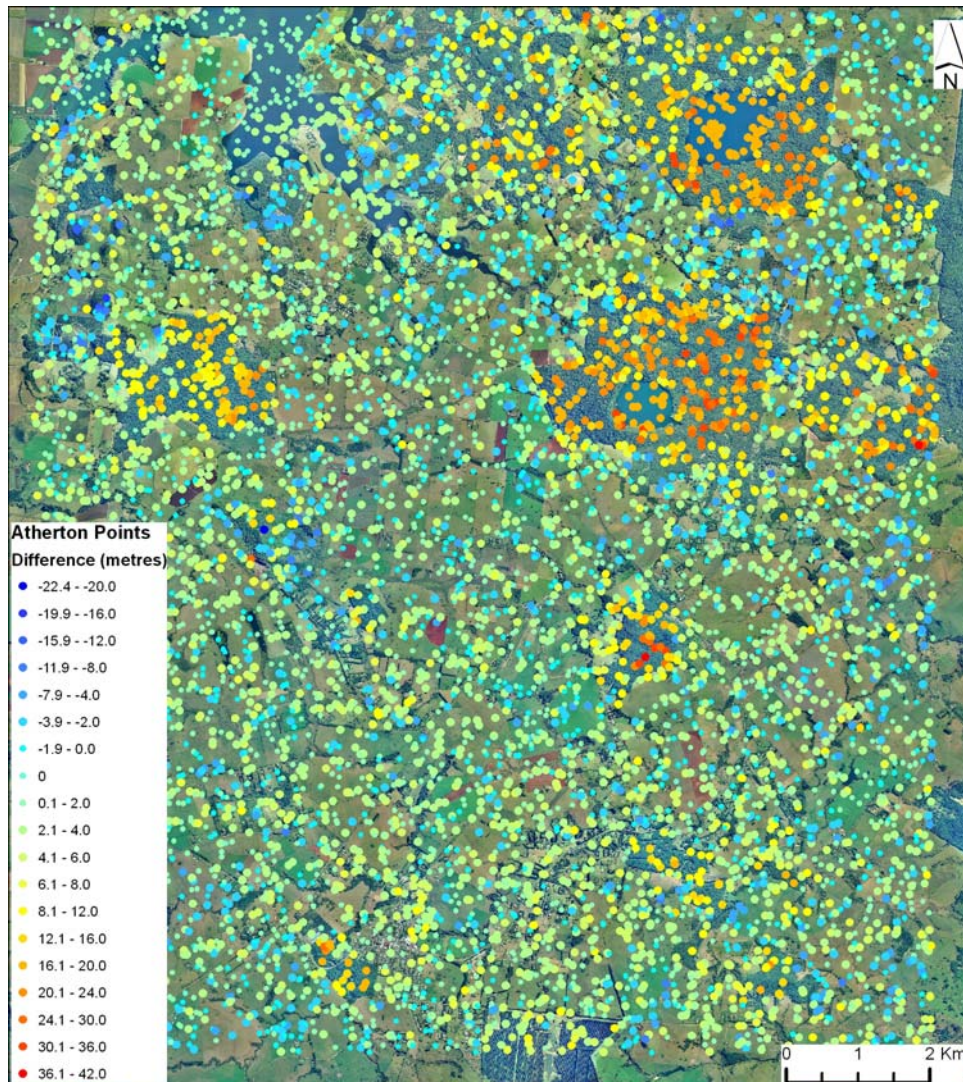 N
Atherton Points
Difference (metres)
-22.4 - -20.0
-19.9 - -16.0
-15.9 - -12.0
-11.9 - -8.0
-7.9 - -4.0
-3.9 - -2.0
-1.9 - 0.0
0
0.1 - 2.0
2.1 - 4.0
4.1 - 6.0
6.1 - 8.0
8.1 - 12.0
12.1 - 16.0
16.1 - 20.0
20.1 - 24.0
24.1 - 30.0
30.1 - 36.0
36.1 - 42.0
0 1 2 Km